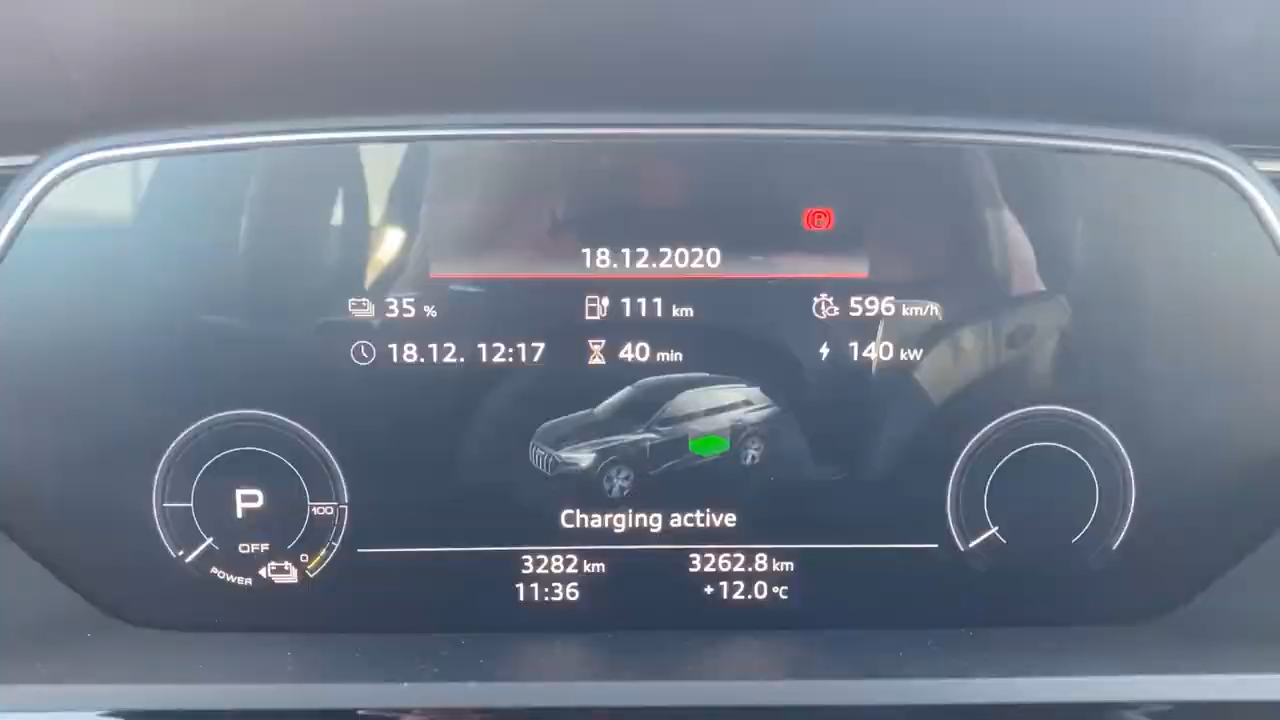 18.12.2020
35 % 111 km 596 km/h
18.12. 12:17 40 min 140 kW
P
100
OFF
0
POWER
Charging active
3282 km 3262.8 km
11:36 +12.0 °C